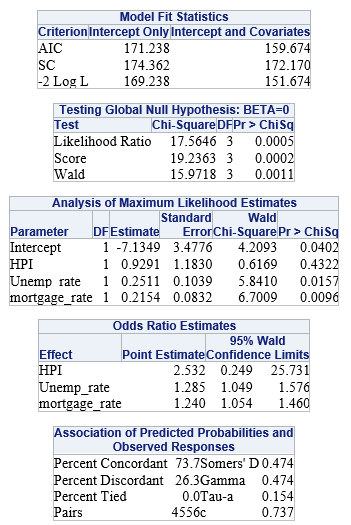 Model Fit Statistics
Criterion Intercept Only Intercept and Covariates
AIC 171.238 159.674
SC 174.362 172.170
-2 Log L 169.238 151.674
Testing Global Null Hypothesis: BETA=0
Test Chi-Square DF Pr > ChiSq
Likelihood Ratio 17.5646 3 0.0005
Score 19.2363 3 0.0002
Wald 15.9718 3 0.0011
Analysis of Maximum Likelihood Estimates
Standard Wald
Parameter DF Estimate Error Chi-Square Pr > ChiSq
Intercept 1 -7.1349 3.4776 4.2093 0.0402
HPI 1 0.9291 1.1830 0.6169 0.4322
Unemp_rate 1 0.2511 0.1039 5.8410 0.0157
mortgage_rate 1 0.2154 0.0832 6.7009 0.0096
Odds Ratio Estimates
95% Wald
Effect Point Estimate Confidence Limits
HPI 2.532 0.249 25.731
Unemp_rate 1.285 1.049 1.576
mortgage_rate 1.240 1.054 1.460
Association of Predicted Probabilities and
Observed Responses
Percent Concordant 73.7 Somers' D 0.474
Percent Discordant 26.3 Gamma 0.474
Percent Tied 0.0 Tau-a 0.154
Pairs 4556 c 0.737